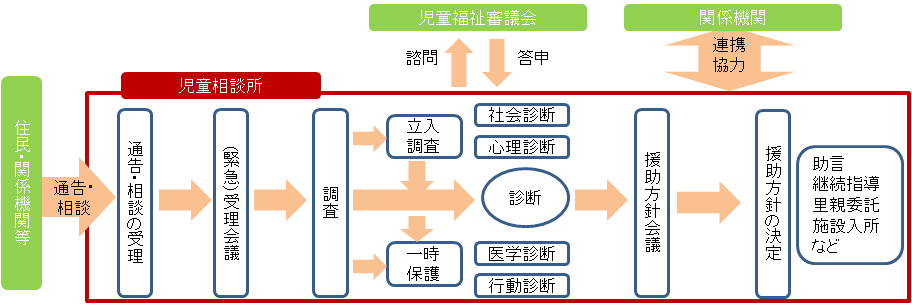 児童福祉審議会
関係機関
諮問
答申
連携
協力
児童相談所
住民・関係機関等
通告・
相談
通告・相談の受理
(緊急)受理会議
調査
立入
調査
一時
保護
社会診断
心理診断
診断
医学診断
行動診断
援助方針会議
援助方針の決定
助言
継続指導
里親委託
施設入所
など